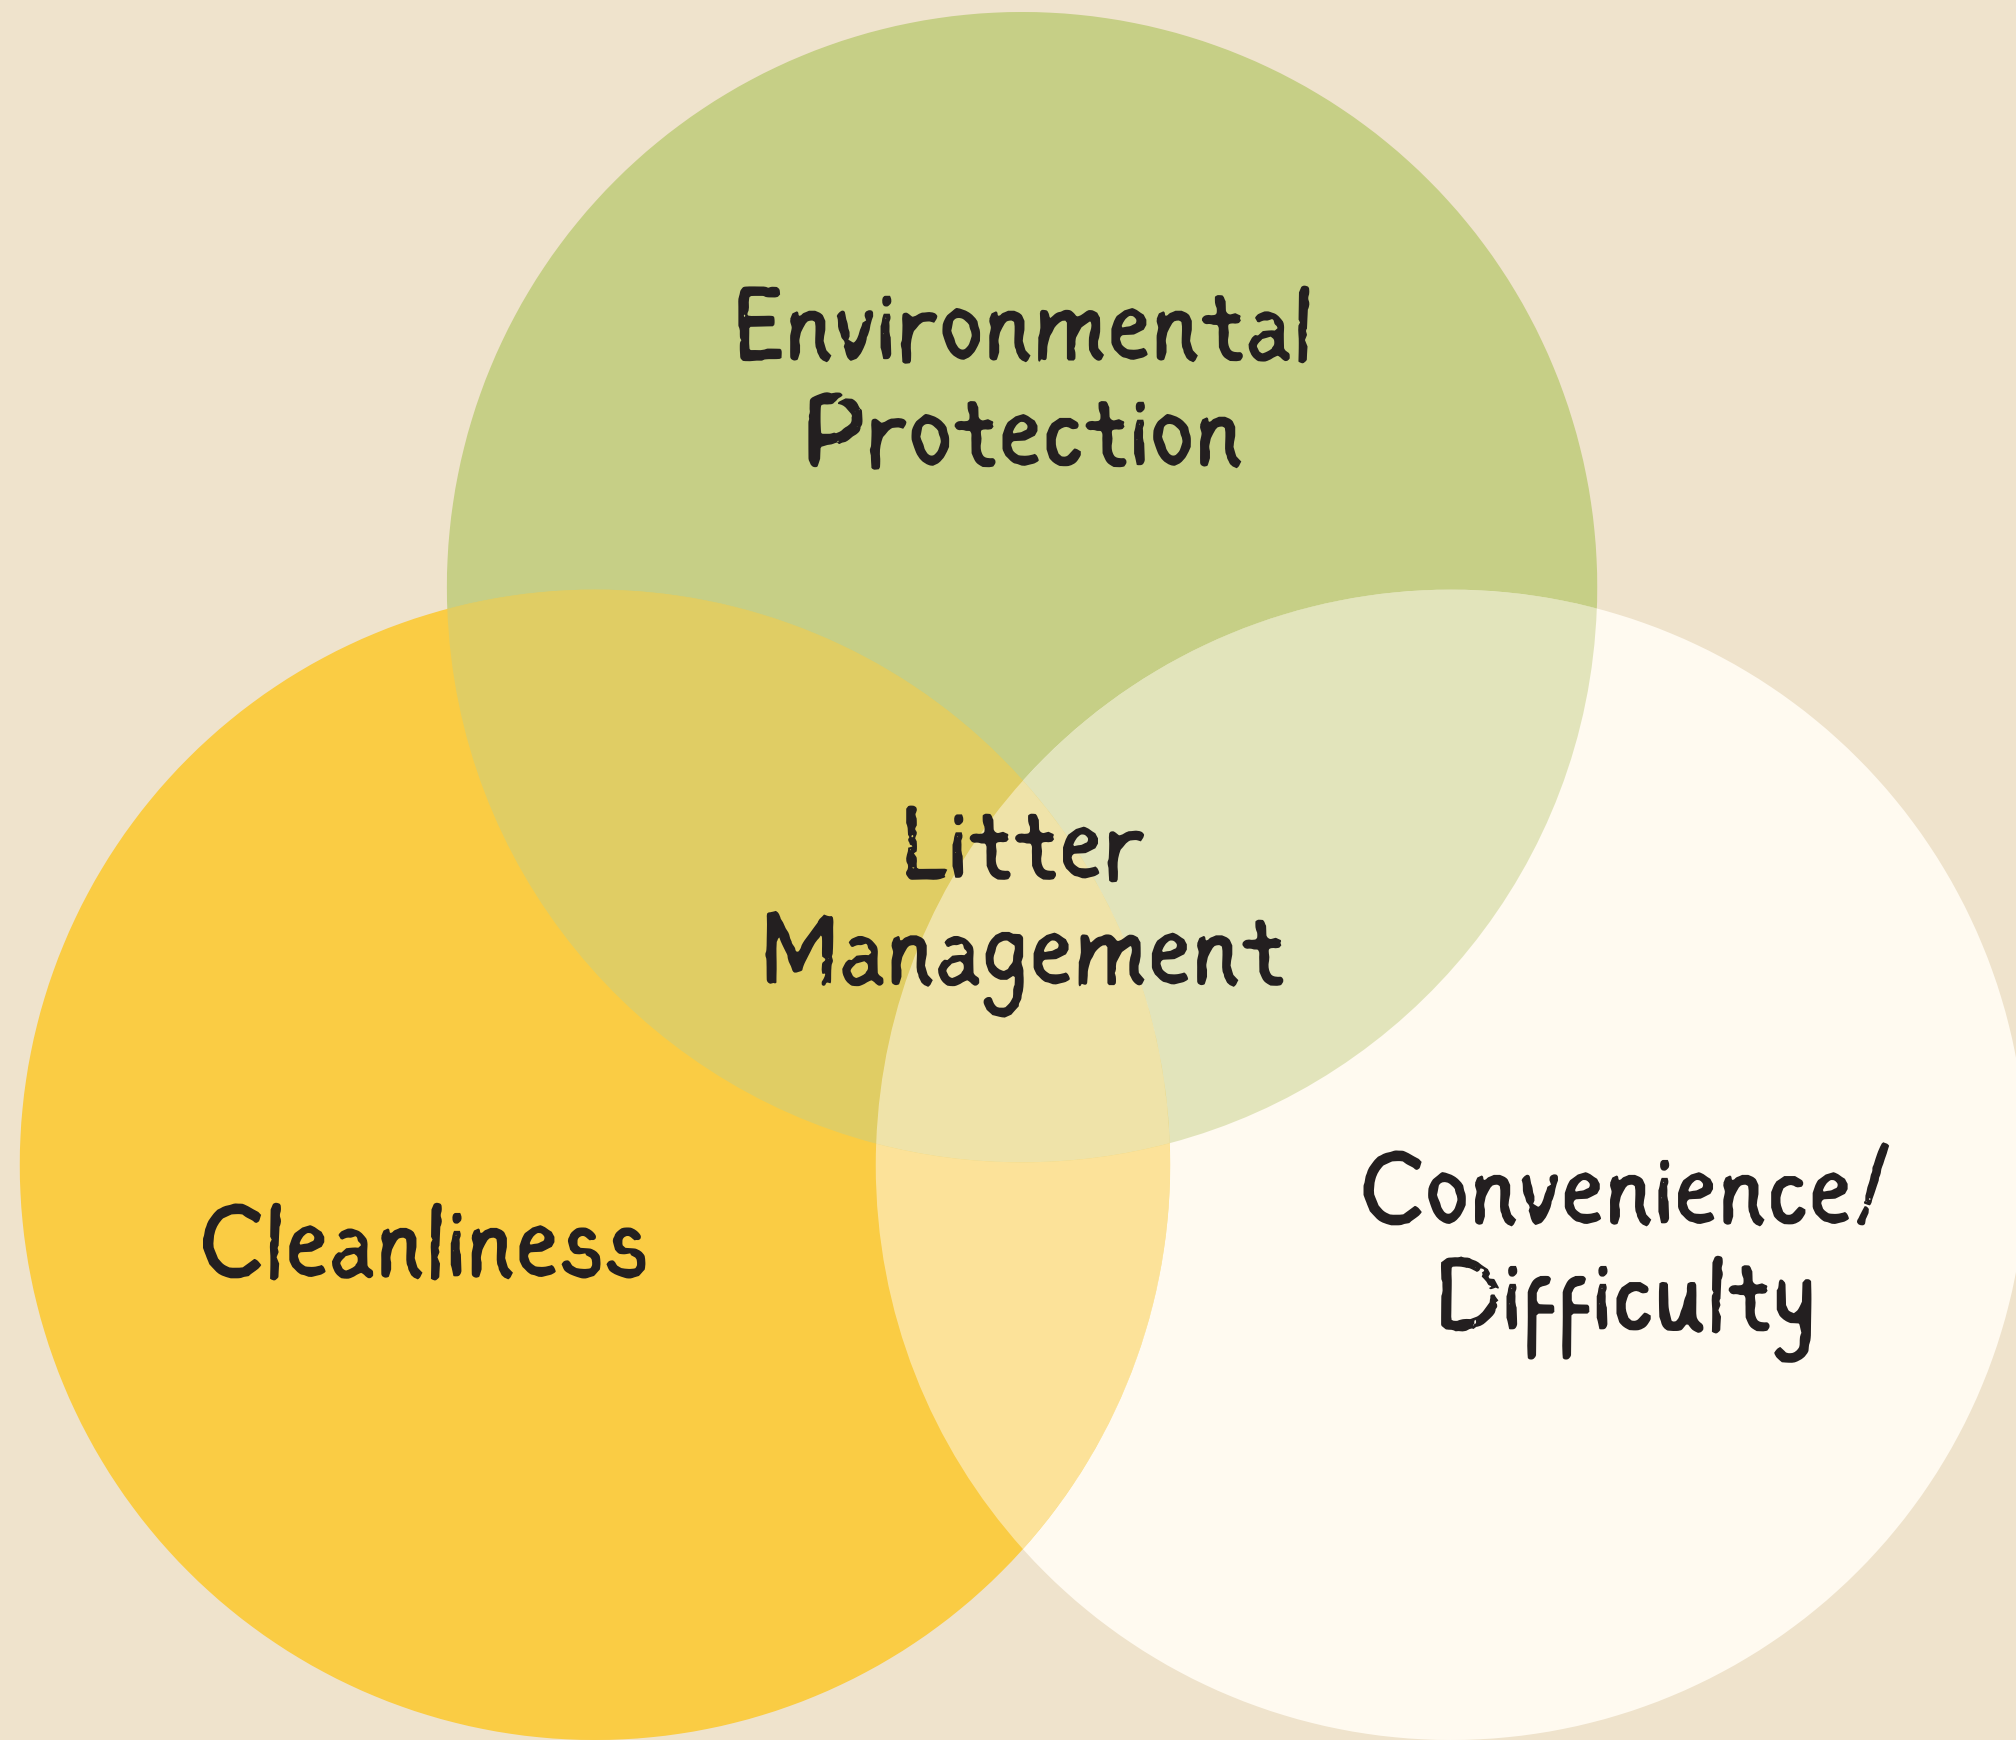 Environmental
Protection
Litter
Management
Cleanliness
Convenience/
Difficulty